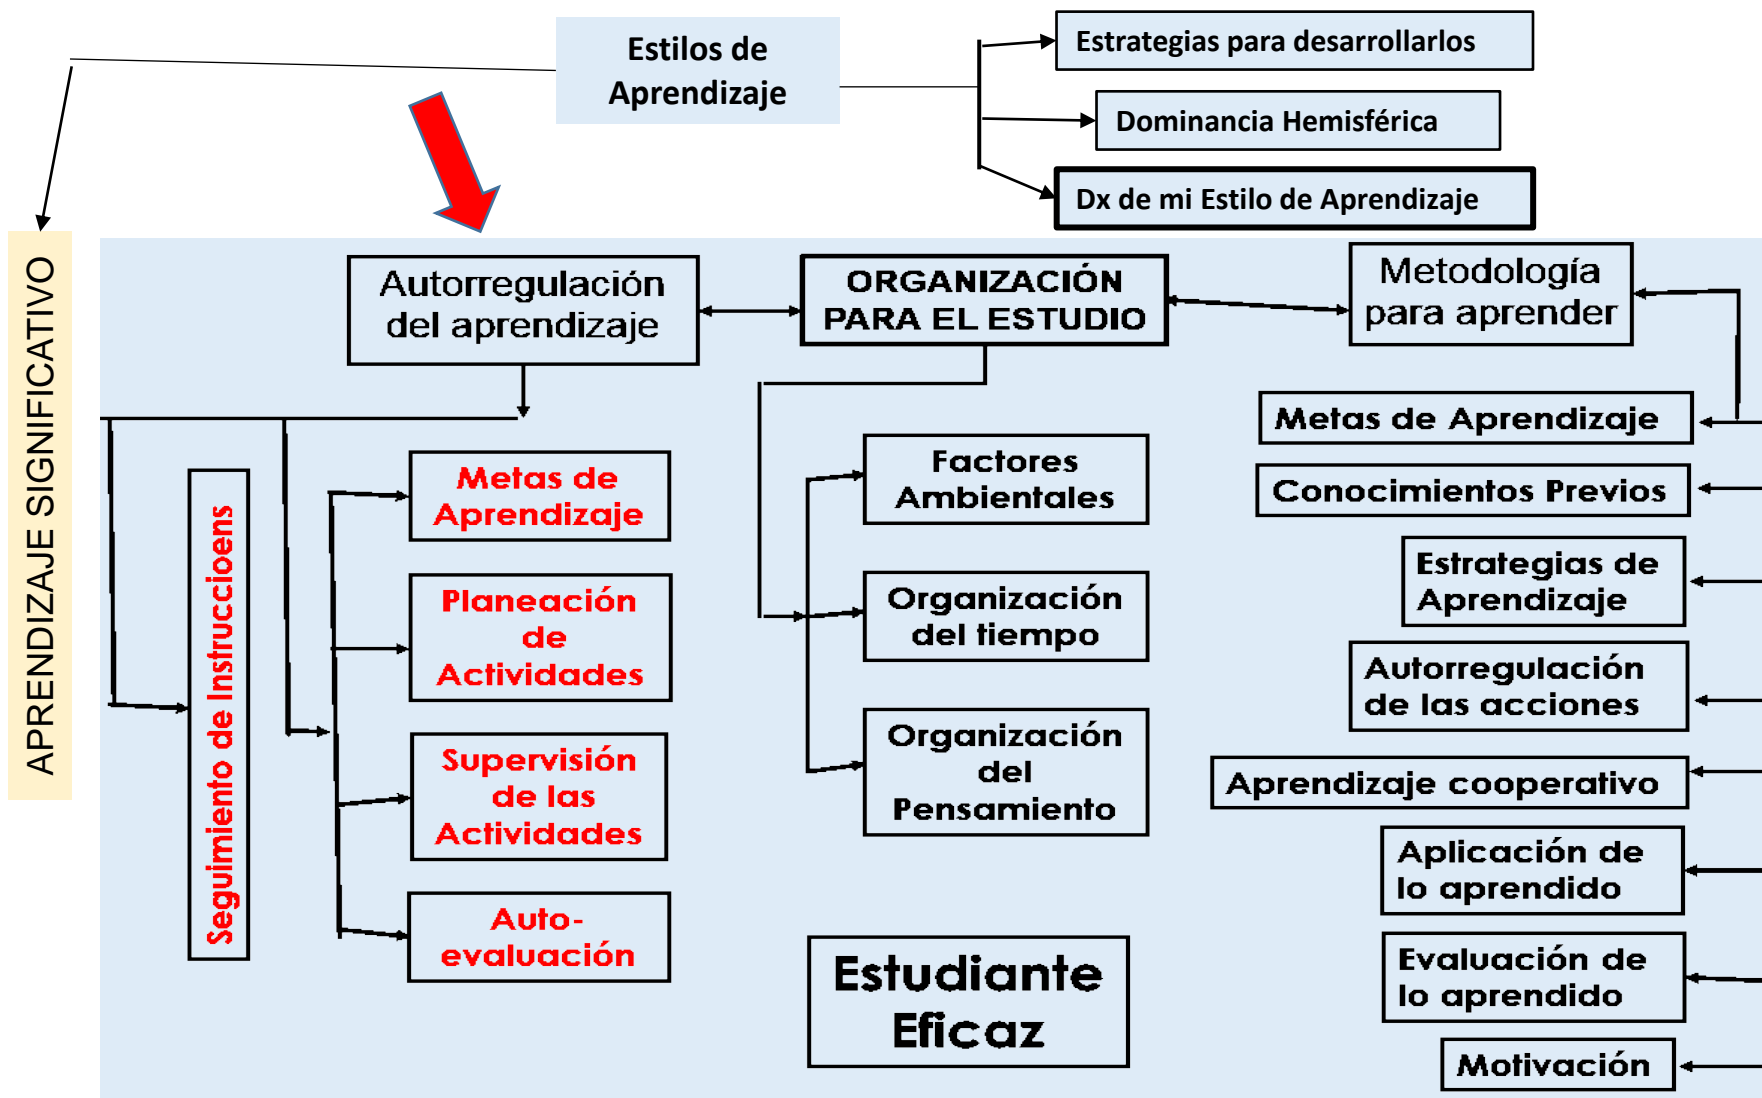 Estilos de
Aprendizaje
Estrategias para desarrollarlos
Dominancia Hemisférica
Dx de mi Estilo de Aprendizaje
APRENDIZAJE SIGNIFICATIVO
Autorregulación
del aprendizaje
ORGANIZACIÓN
PARA EL ESTUDIO
Metodología
para aprender
Seguimiento de Instruccioens
Metas de
Aprendizaje
Planeación
de
Actividades
Supervisión
de las
Actividades
Auto-
evaluación
Factores
Ambientales
Organización
del tiempo
Organización
del
Pensamiento
Estudiante
Eficaz
Metas de Aprendizaje
Conocimientos Previos
Estrategias de
Aprendizaje
Autorregulación
de las acciones
Aprendizaje cooperativo
Aplicación de
lo aprendido
Evaluación de
lo aprendido
Motivación